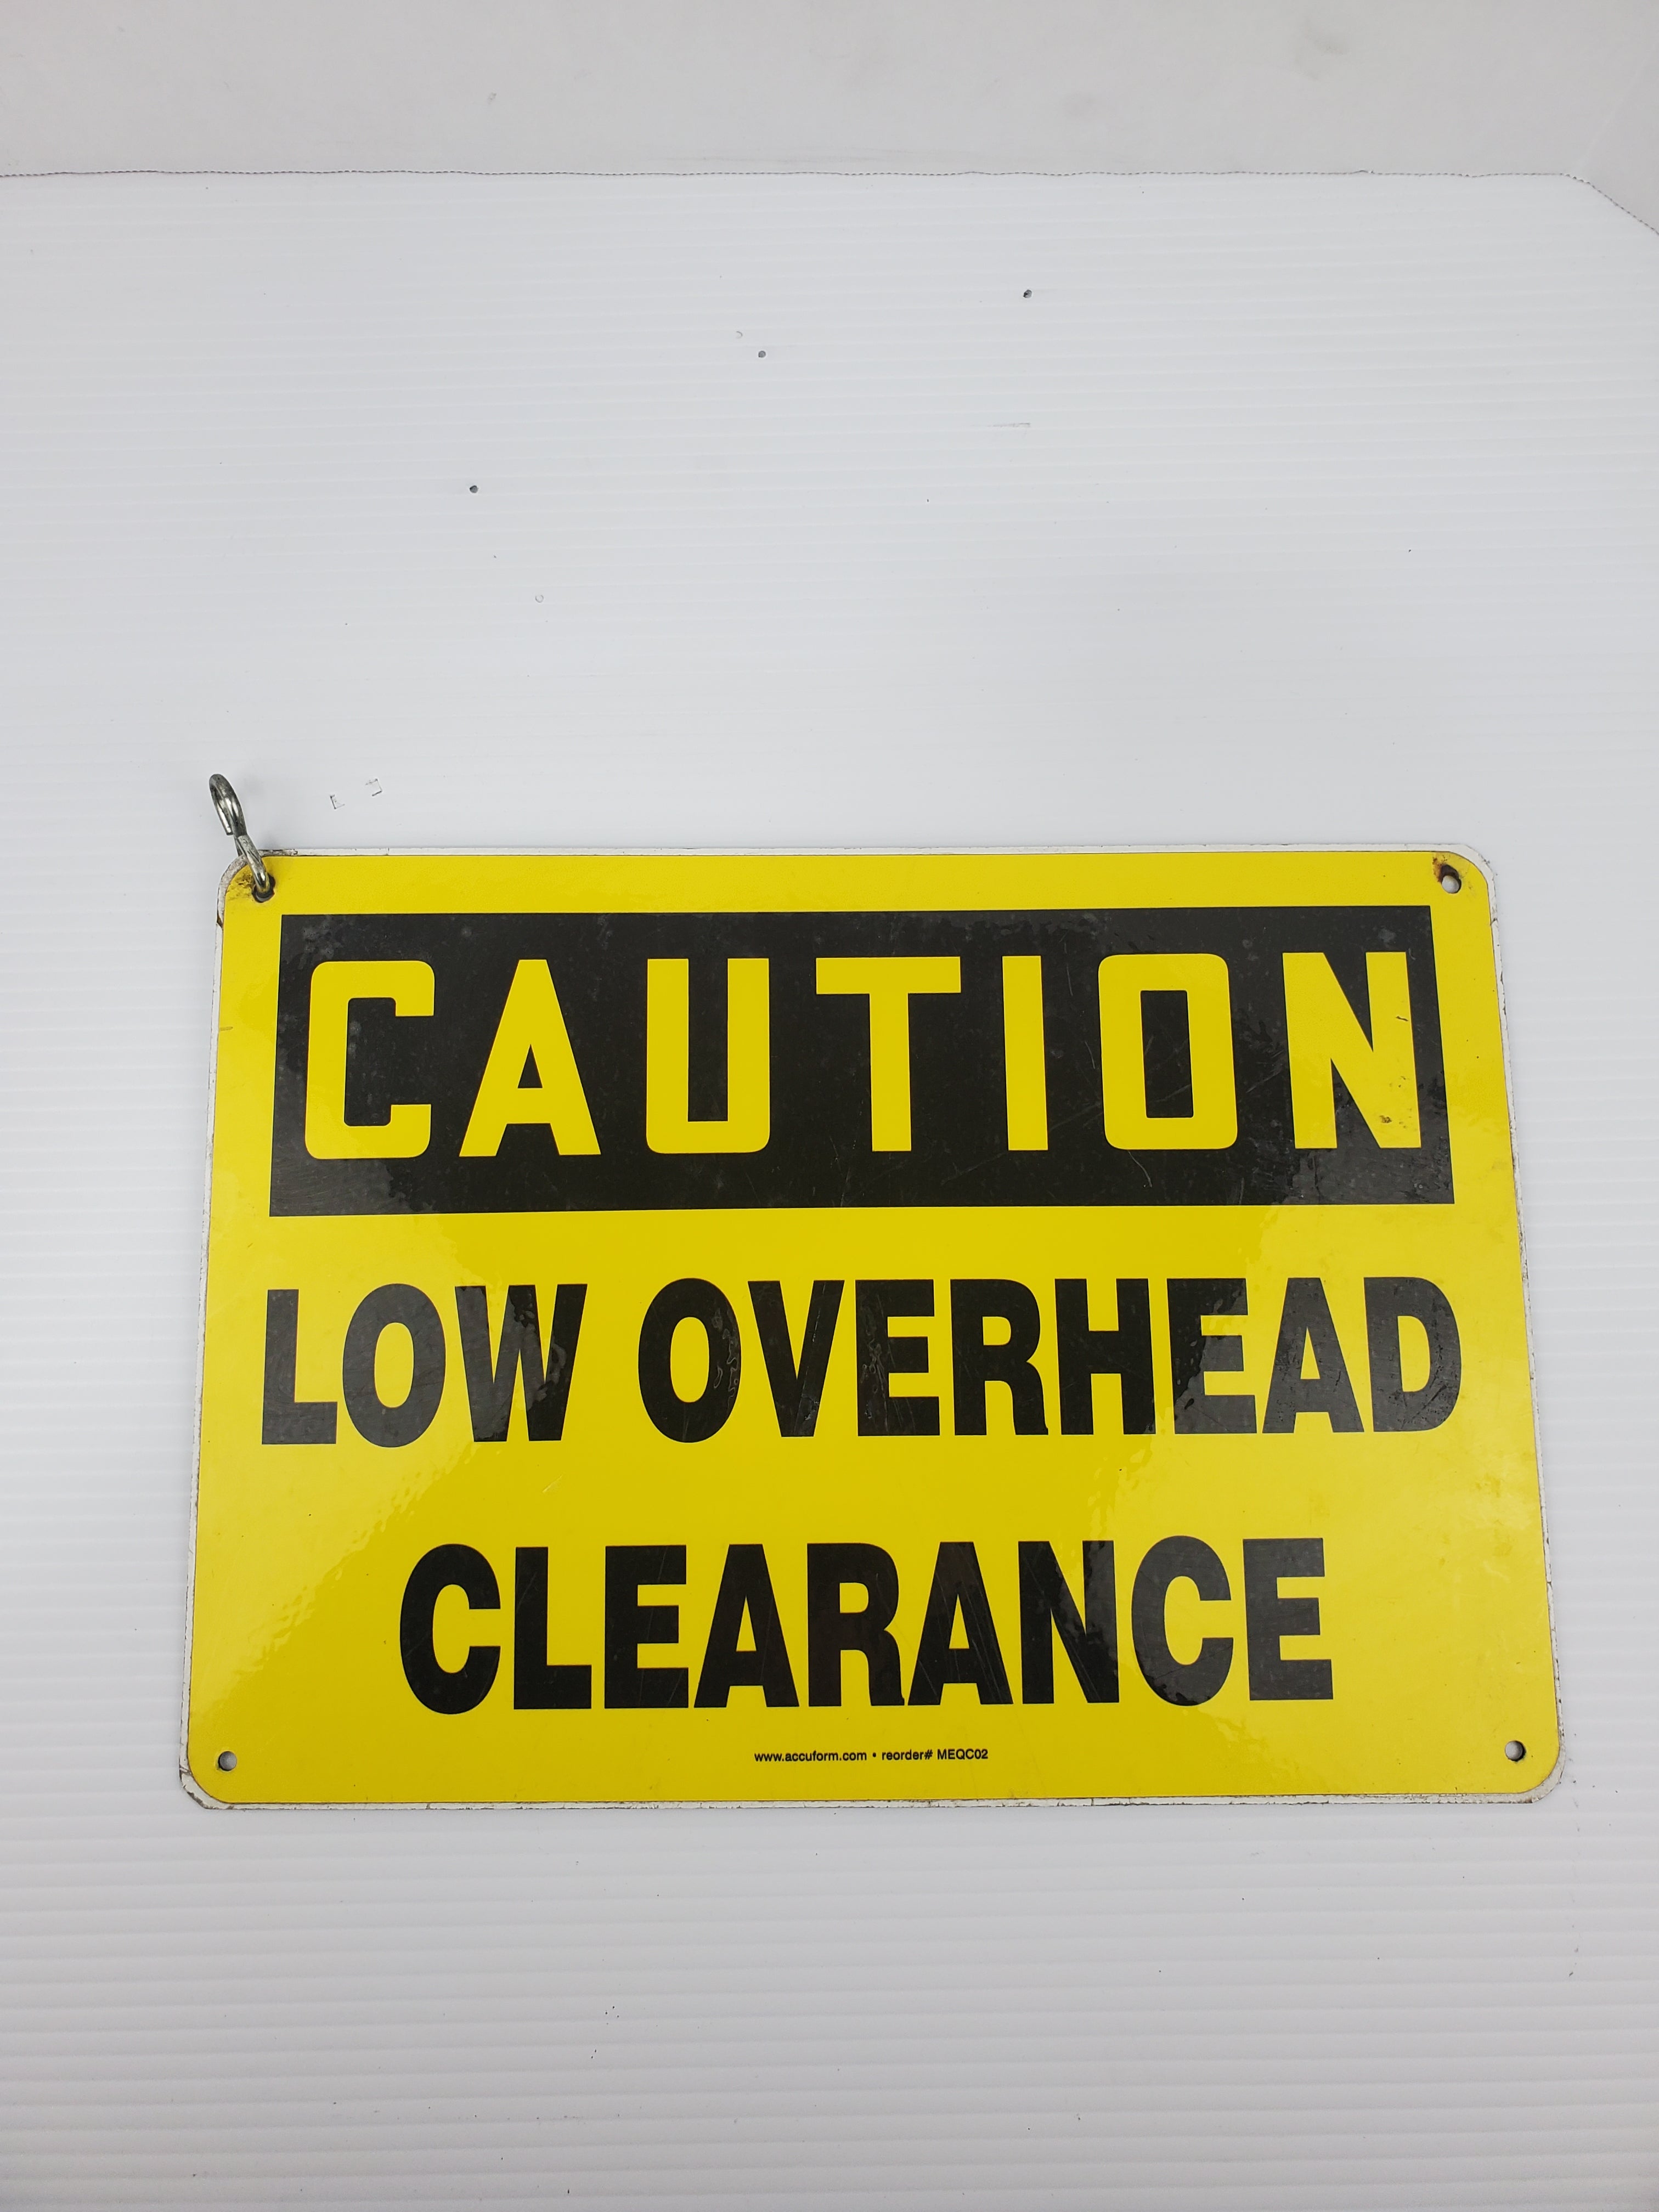 CAUTION
LOW OVERHEAD
CLEARANCE
www.accuform.com • reorder# MEQC02